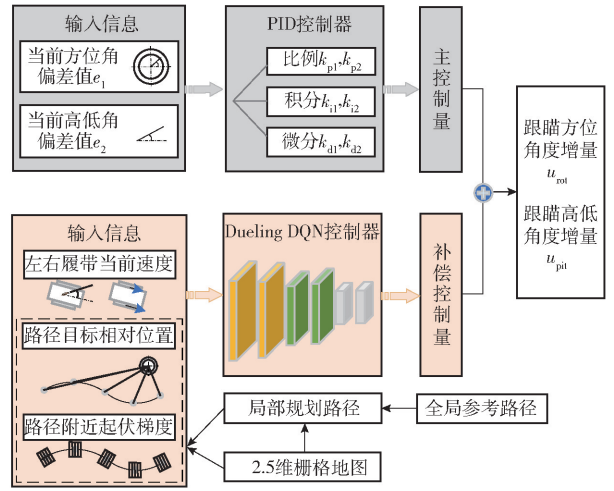 输入信息
当前方位角
偏差值e₁
当前高低角
偏差值e₂
PID控制器
比例kₚ₁,kₚ₂
积分kᵢ₁,kᵢ₂
微分k_d1,k_d2
主控制量
跟瞄方位
角度增量
u_rot
跟瞄高低
角度增量
u_pit
输入信息
左右履带当前速度
路径目标相对位置
路径附近起伏梯度
Dueling DQN控制器
补偿控制量
局部规划路径
全局参考路径
2.5维栅格地图